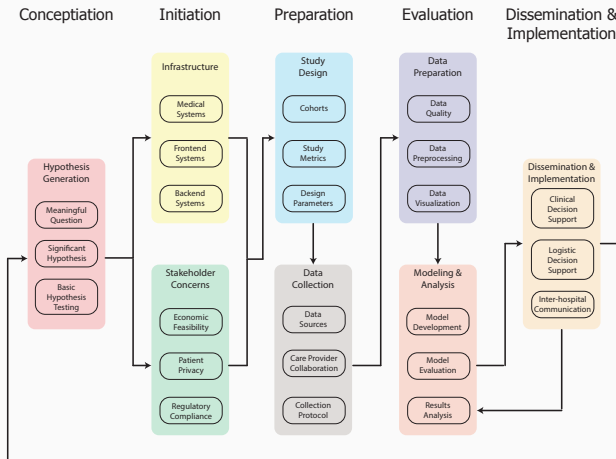 Conceptiation
Initiation
Preparation
Evaluation
Dissemination &
Implementation
Hypothesis
Generation
Meaningful
Question
Significant
Hypothesis
Basic
Hypothesis
Testing
Infrastructure
Medical
Systems
Frontend
Systems
Backend
Systems
Stakeholder
Concerns
Economic
Feasibility
Patient
Privacy
Regulatory
Compliance
Study
Design
Cohorts
Study
Metrics
Design
Parameters
Data
Collection
Data
Sources
Care Provider
Collaboration
Collection
Protocol
Data
Preparation
Data
Quality
Data
Preprocessing
Data
Visualization
Modeling &
Analysis
Model
Development
Model
Evaluation
Results
Analysis
Dissemination &
Implementation
Clinical
Decision
Support
Logistic
Decision
Support
Inter-hospital
Communication